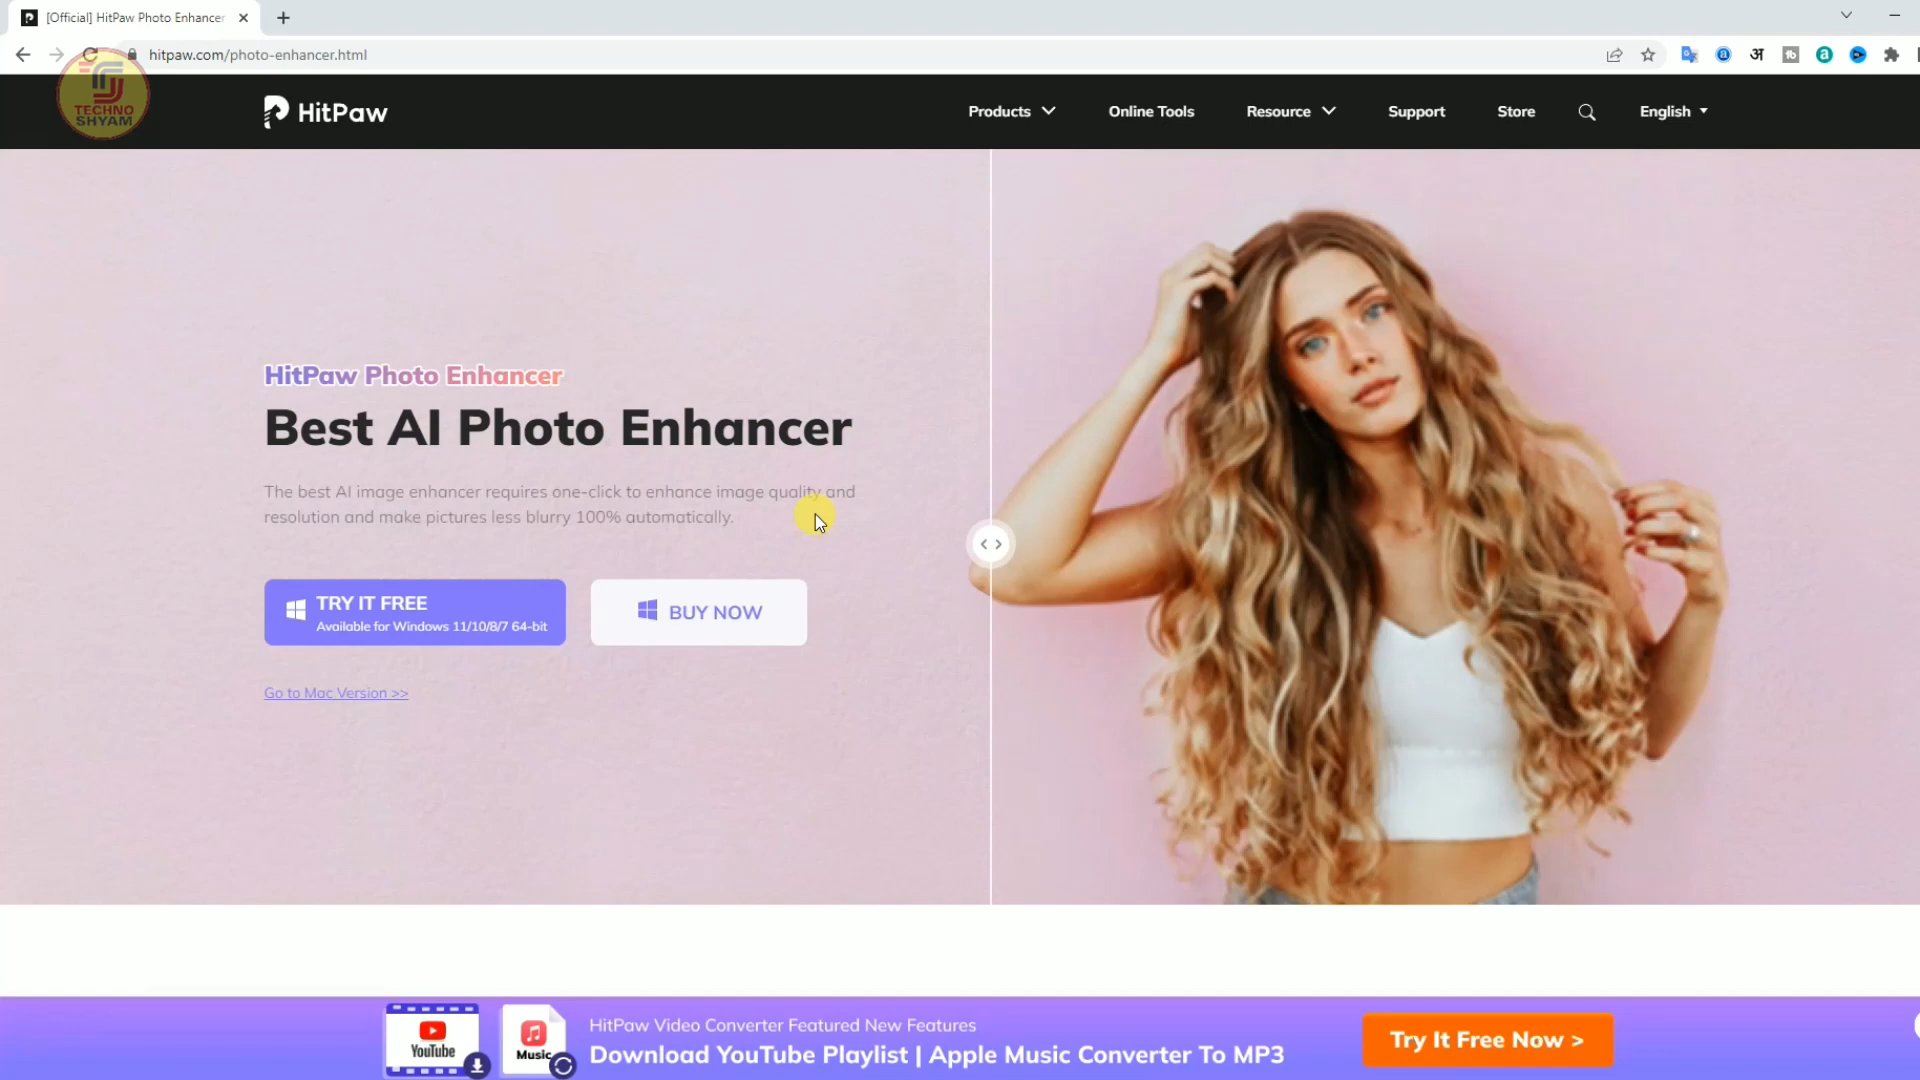 [Official] HitPaw Photo Enhancer
hitpaw.com/photo-enhancer.html
अ
TECHNO
SHYAM
HitPaw
Products
Online Tools
Resource
Support
Store
English
HitPaw Photo Enhancer
Best AI Photo Enhancer
The best AI image enhancer requires one-click to enhance image quality and
resolution and make pictures less blurry 100% automatically.
TRY IT FREE
Available for Windows 11/10/8/7 64-bit
BUY NOW
Go to Mac Version >>
YouTube
Music
HitPaw Video Converter Featured New Features
Download YouTube Playlist | Apple Music Converter To MP3
Try It Free Now >